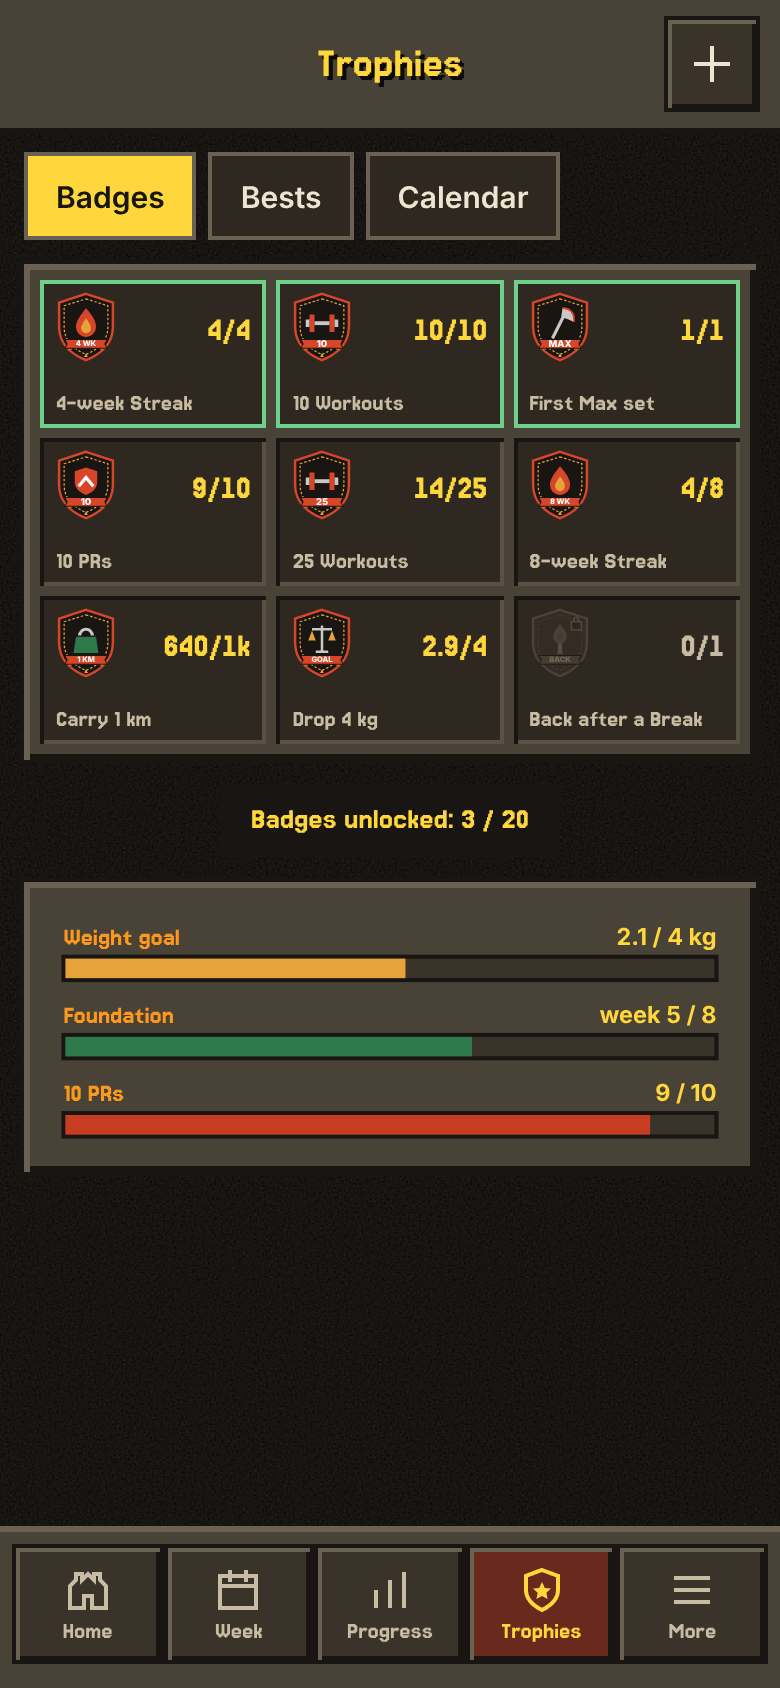 Trophies
Badges
Bests
Calendar
4 WK
4/4
4-week Streak
10
10/10
10 Workouts
MAX
1/1
First Max set
10
9/10
10 PRs
25
14/25
25 Workouts
8 WK
4/8
8-week Streak
1 KM
640/1k
Carry 1 km
GOAL
2.9/4
Drop 4 kg
BACK
0/1
Back after a Break
Badges unlocked: 3 / 20
Weight goal
2.1 / 4 kg
Foundation
week 5 / 8
10 PRs
9 / 10
Home
Week
Progress
Trophies
More